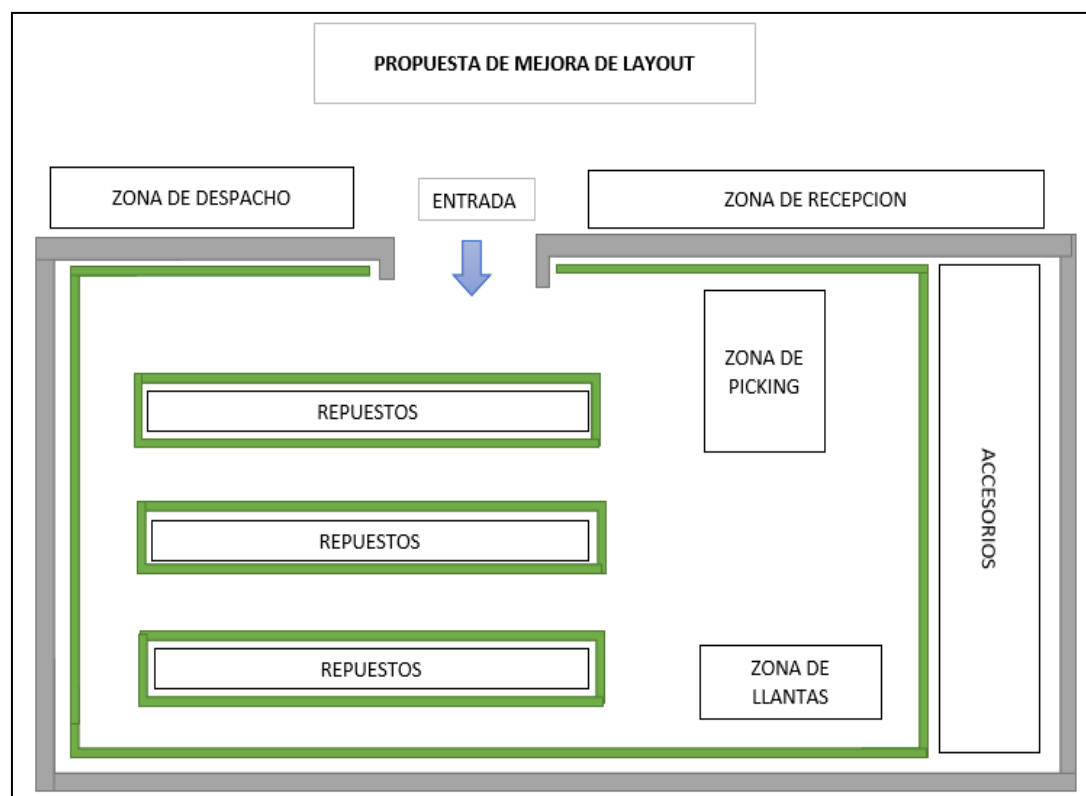 PROPUESTA DE MEJORA DE LAYOUT
ZONA DE DESPACHO
ENTRADA
ZONA DE RECEPCION
ZONA DE
PICKING
REPUESTOS
ACCESORIOS
REPUESTOS
REPUESTOS
ZONA DE
LLANTAS